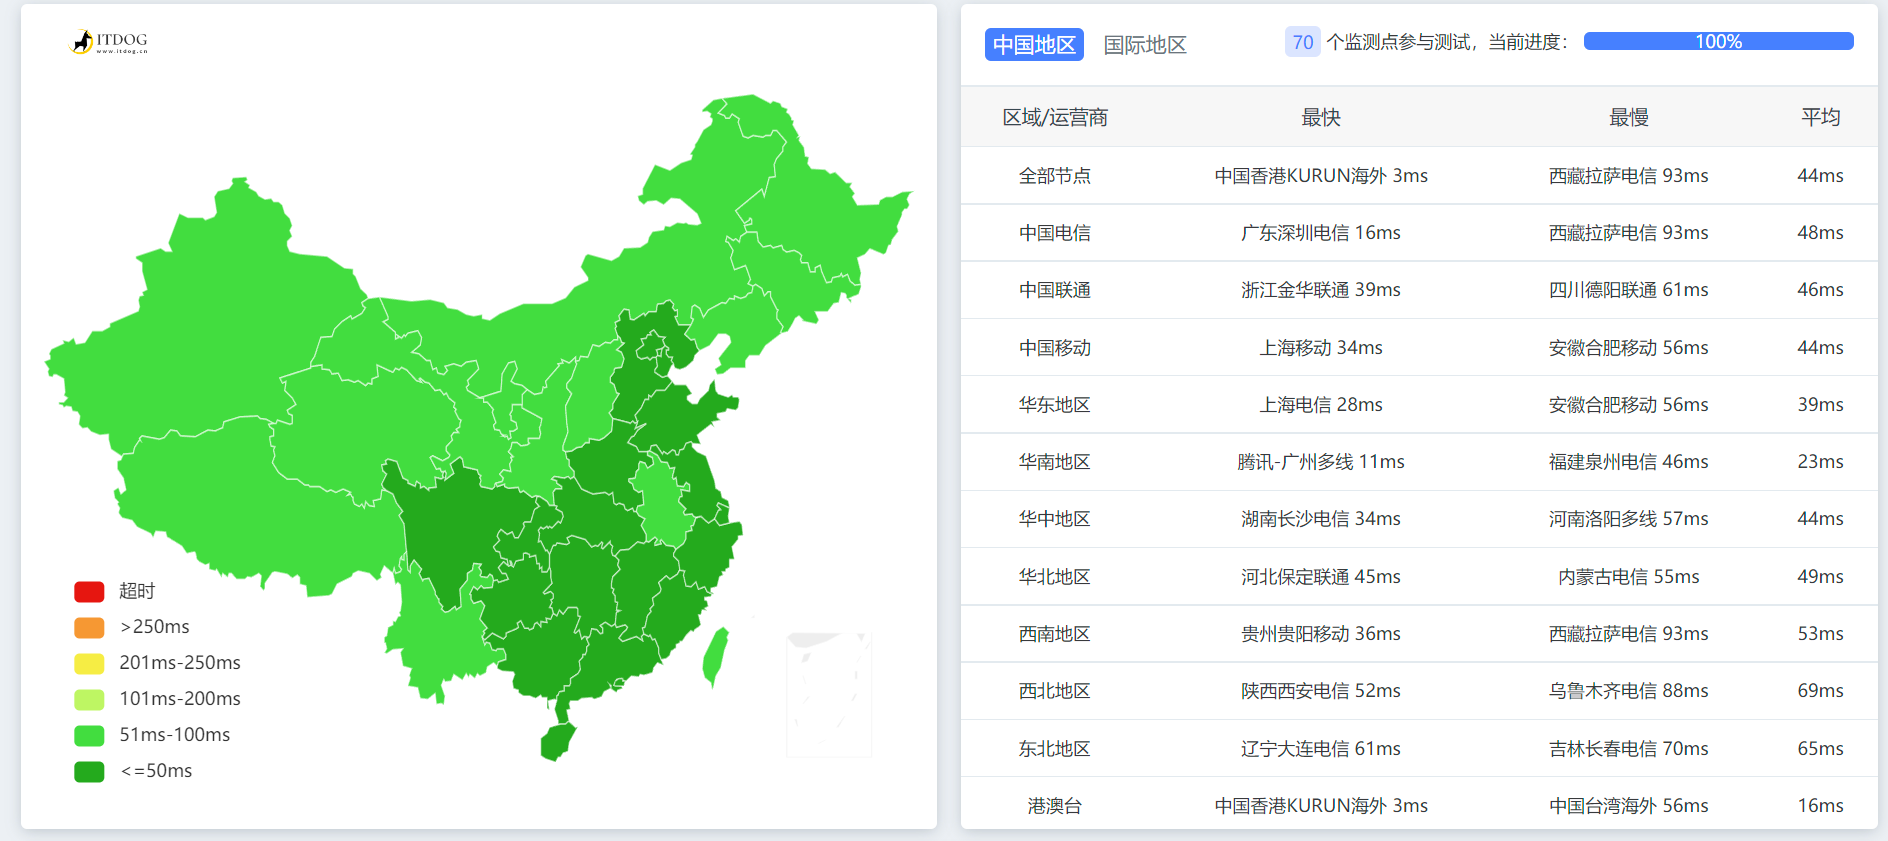 ITDOG
www.itdog.cn
超时
>250ms
201ms-250ms
101ms-200ms
51ms-100ms
<=50ms
中国地区 国际地区 70 个监测点参与测试，当前进度： 100%
区域/运营商 最快 最慢 平均
全部节点 中国香港KURUN海外 3ms 西藏拉萨电信 93ms 44ms
中国电信 广东深圳电信 16ms 西藏拉萨电信 93ms 48ms
中国联通 浙江金华联通 39ms 四川德阳联通 61ms 46ms
中国移动 上海移动 34ms 安徽合肥移动 56ms 44ms
华东地区 上海电信 28ms 安徽合肥移动 56ms 39ms
华南地区 腾讯-广州多线 11ms 福建泉州电信 46ms 23ms
华中地区 湖南长沙电信 34ms 河南洛阳多线 57ms 44ms
华北地区 河北保定联通 45ms 内蒙古电信 55ms 49ms
西南地区 贵州贵阳移动 36ms 西藏拉萨电信 93ms 53ms
西北地区 陕西西安电信 52ms 乌鲁木齐电信 88ms 69ms
东北地区 辽宁大连电信 61ms 吉林长春电信 70ms 65ms
港澳台 中国香港KURUN海外 3ms 中国台湾海外 56ms 16ms